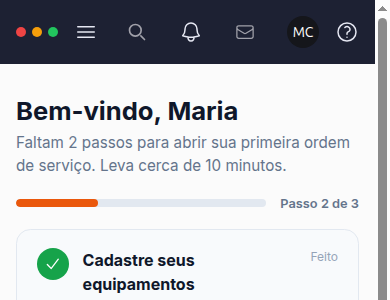 MC
Bem-vindo, Maria
Faltam 2 passos para abrir sua primeira ordem
de serviço. Leva cerca de 10 minutos.
Passo 2 de 3
Cadastre seus
equipamentos
Feito